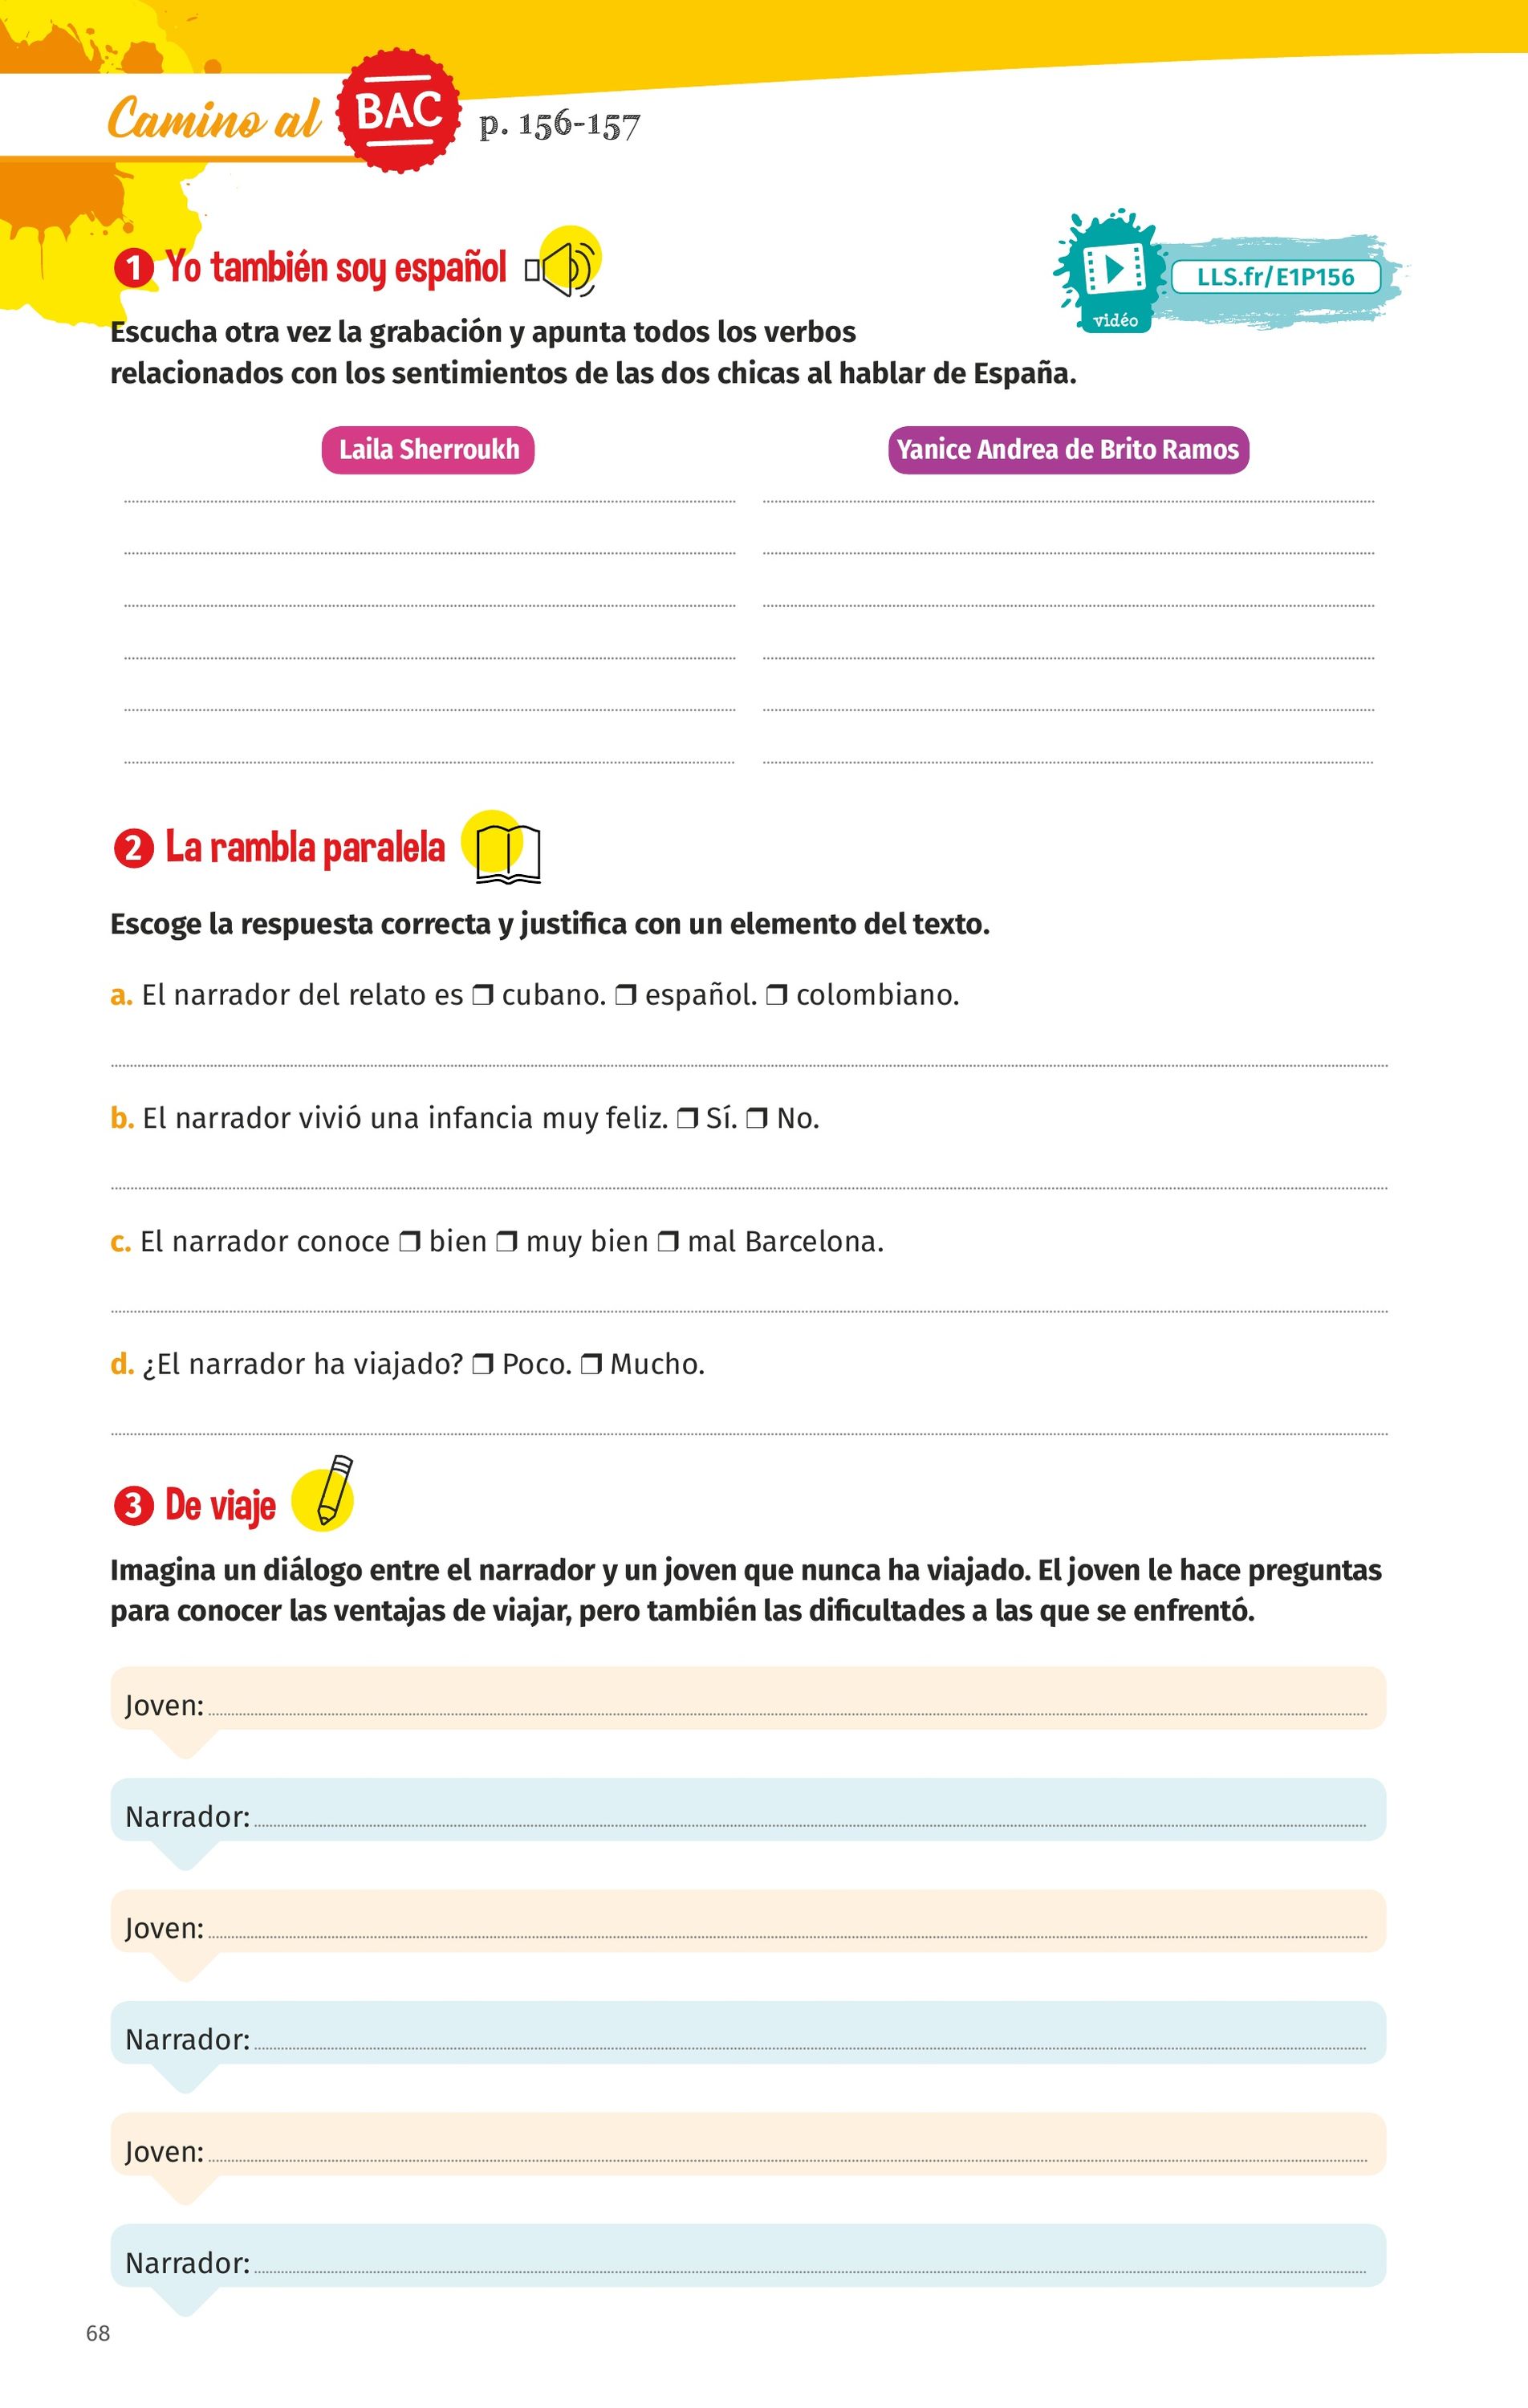 Camino al BAC p. 156-157
1 Yo también soy español
vidéo
LLS.fr/E1P156
Escucha otra vez la grabación y apunta todos los verbos
relacionados con los sentimientos de las dos chicas al hablar de España.
Laila Sherroukh
Yanice Andrea de Brito Ramos
2 La rambla paralela
Escoge la respuesta correcta y justifica con un elemento del texto.
a. El narrador del relato es ❒ cubano. ❒ español. ❒ colombiano.
b. El narrador vivió una infancia muy feliz. ❒ Sí. ❒ No.
c. El narrador conoce ❒ bien ❒ muy bien ❒ mal Barcelona.
d. ¿El narrador ha viajado? ❒ Poco. ❒ Mucho.
3 De viaje
Imagina un diálogo entre el narrador y un joven que nunca ha viajado. El joven le hace preguntas
para conocer las ventajas de viajar, pero también las dificultades a las que se enfrentó.
Joven:
Narrador:
Joven:
Narrador:
Joven:
Narrador:
68